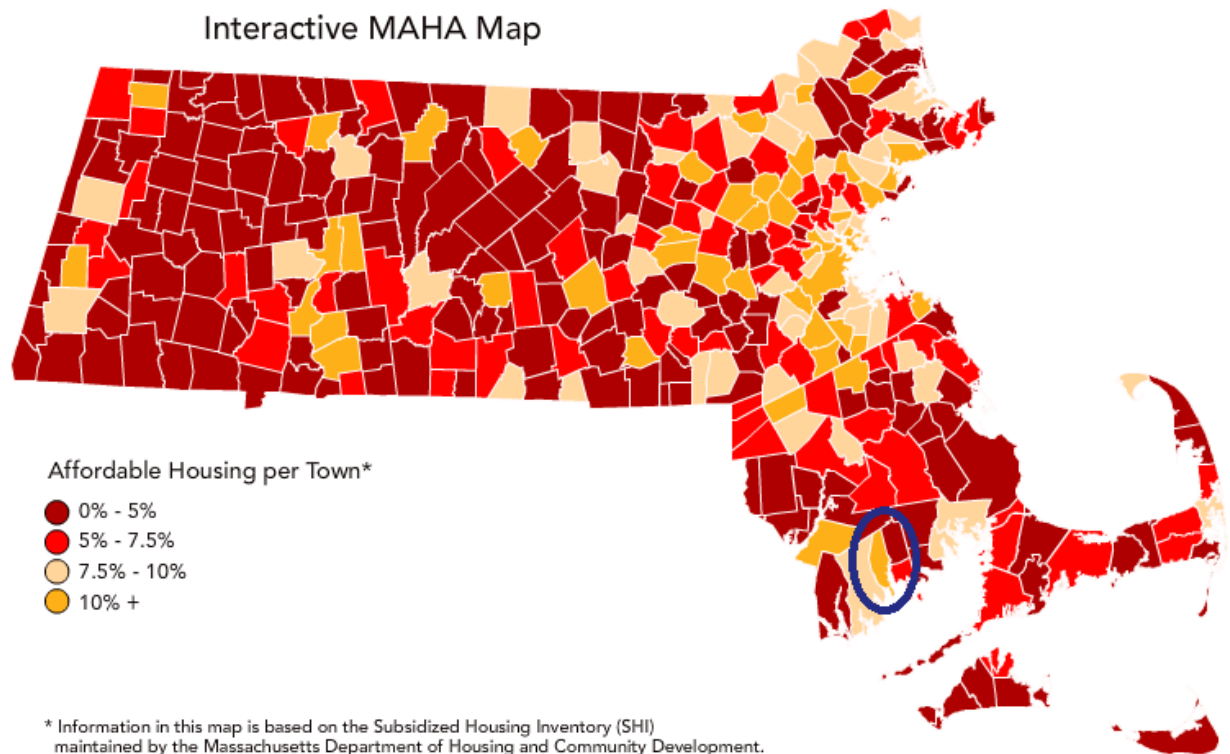 Interactive MAHA Map
Affordable Housing per Town*
0% - 5%
5% - 7.5%
7.5% - 10%
10% +
* Information in this map is based on the Subsidized Housing Inventory (SHI)
maintained by the Massachusetts Department of Housing and Community Development.